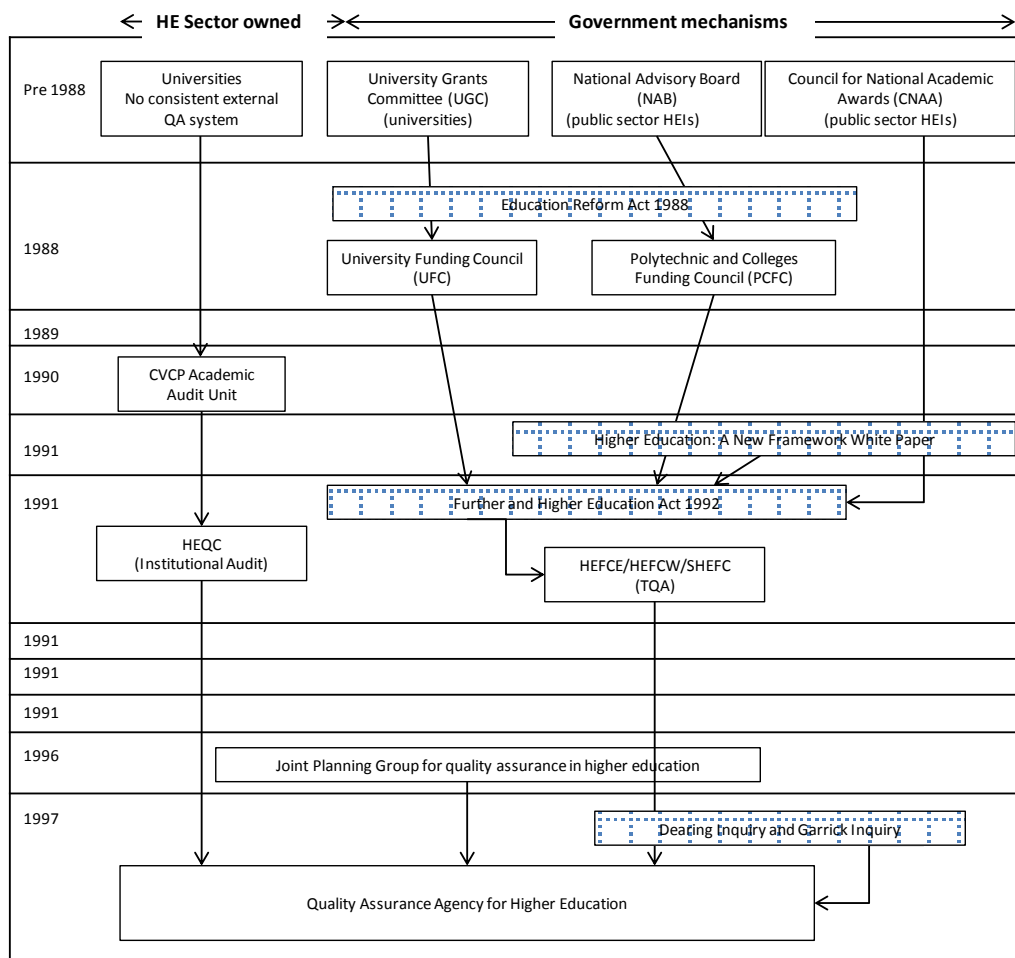 HE Sector owned
Government mechanisms
Pre 1988
Universities
No consistent external
QA system
University Grants
Committee (UGC)
(universities)
National Advisory Board
(NAB)
(public sector HEIs)
Council for National Academic
Awards (CNAA)
(public sector HEIs)
Education Reform Act 1988
1988
University Funding Council
(UFC)
Polytechnic and Colleges
Funding Council (PCFC)
1989
1990
CVCP Academic
Audit Unit
1991
Higher Education: A New Framework White Paper
1991
Further and Higher Education Act 1992
HEQC
(Institutional Audit)
HEFCE/HEFCW/SHEFC
(TQA)
1991
1991
1991
1996
Joint Planning Group for quality assurance in higher education
1997
Dearing Inquiry and Garrick Inquiry
Quality Assurance Agency for Higher Education